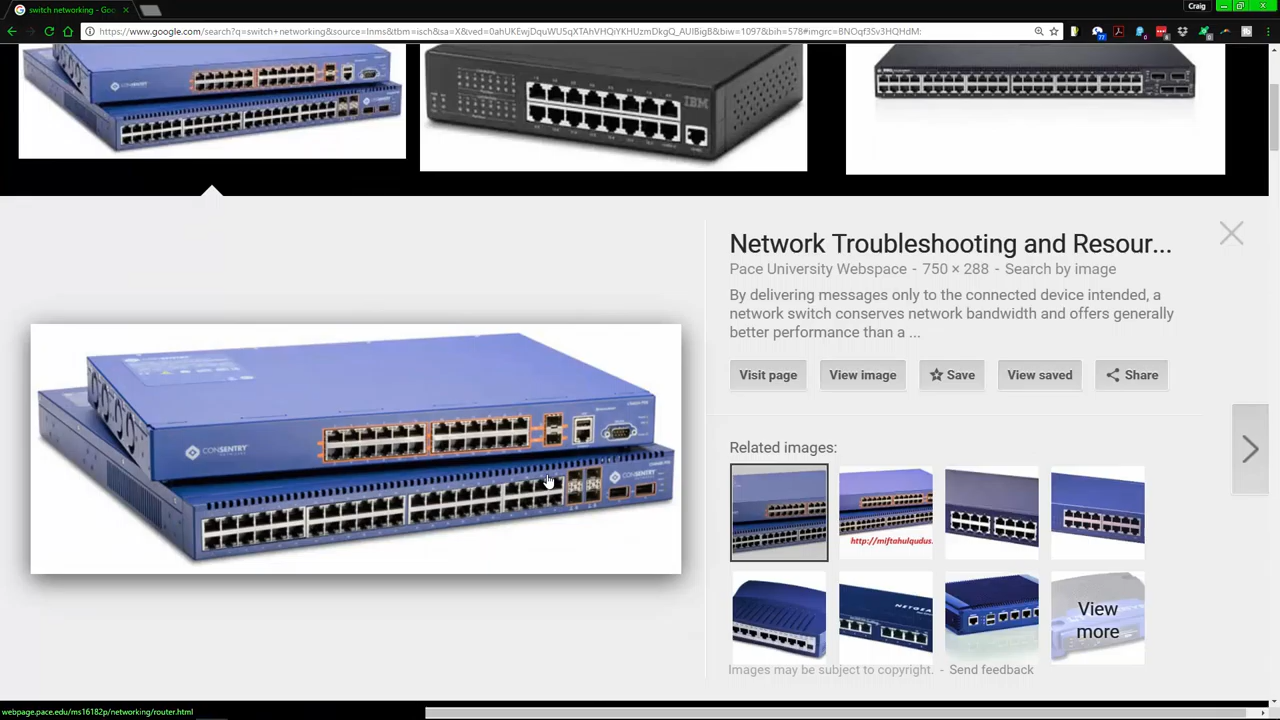 switch networking - Goo
Craig
https://www.google.com/search?q=switch+networking&source=lnms&tbm=isch&sa=X&ved=0ahUKEwjDquWU5qXTAhVHQiYKHUzmDkgQ_AUIBigB&biw=1097&bih=578#imgrc=BNOqf3Sv3HQHdM:
CONSENTRY
IBM
Network Troubleshooting and Resour...
Pace University Webspace - 750 × 288 - Search by image
By delivering messages only to the connected device intended, a
network switch conserves network bandwidth and offers generally
better performance than a ...
Visit page
View image
Save
View saved
Share
Related images:
CONSENTRY
CONSENTRY
http://miftahulqudus.
NETGEAR
View
more
Images may be subject to copyright. - Send feedback
webpage.pace.edu/ms16182p/networking/router.html